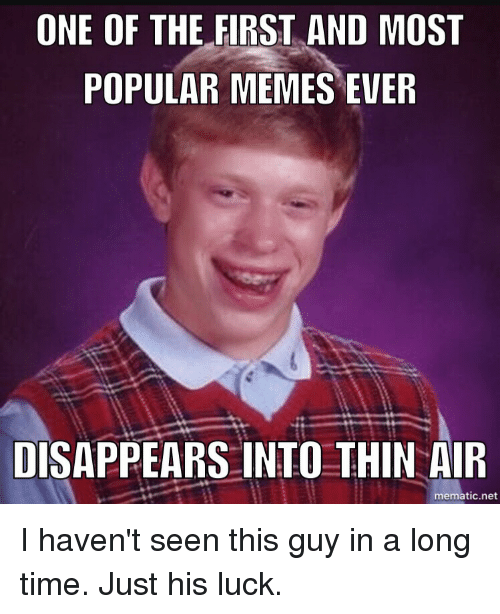 ONE OF THE FIRST AND MOST
POPULAR MEMES EVER
DISAPPEARS INTO THIN AIR
mematic.net
I haven't seen this guy in a long
time. Just his luck.